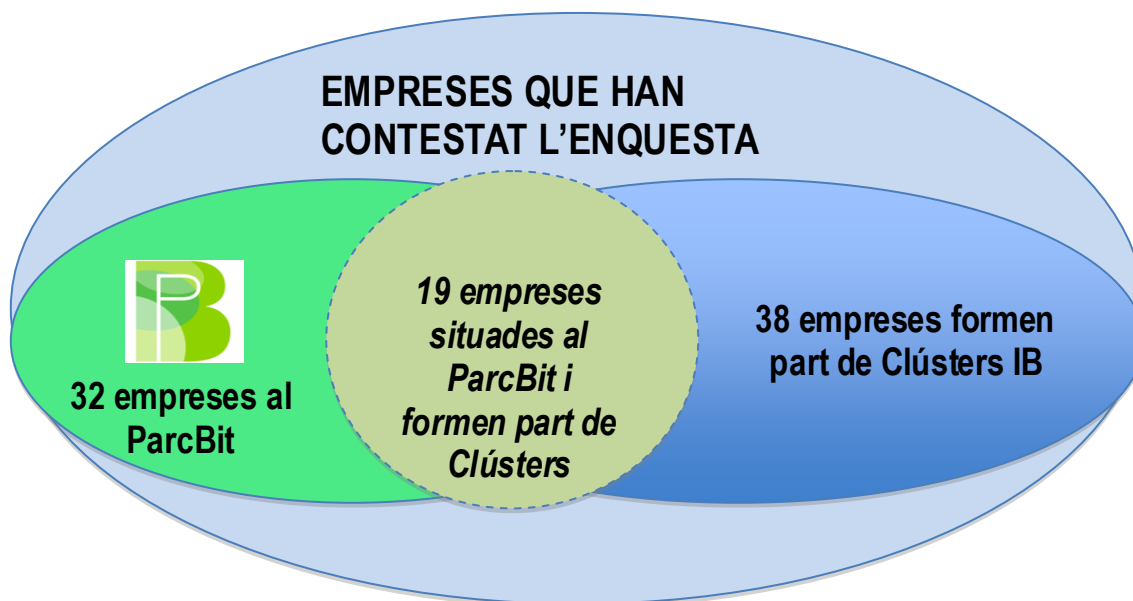 EMPRESES QUE HAN
CONTESTAT L’ENQUESTA
PB
32 empreses al
ParcBit
19 empreses
situades al
ParcBit i
formen part de
Clústers
38 empreses formen
part de Clústers IB